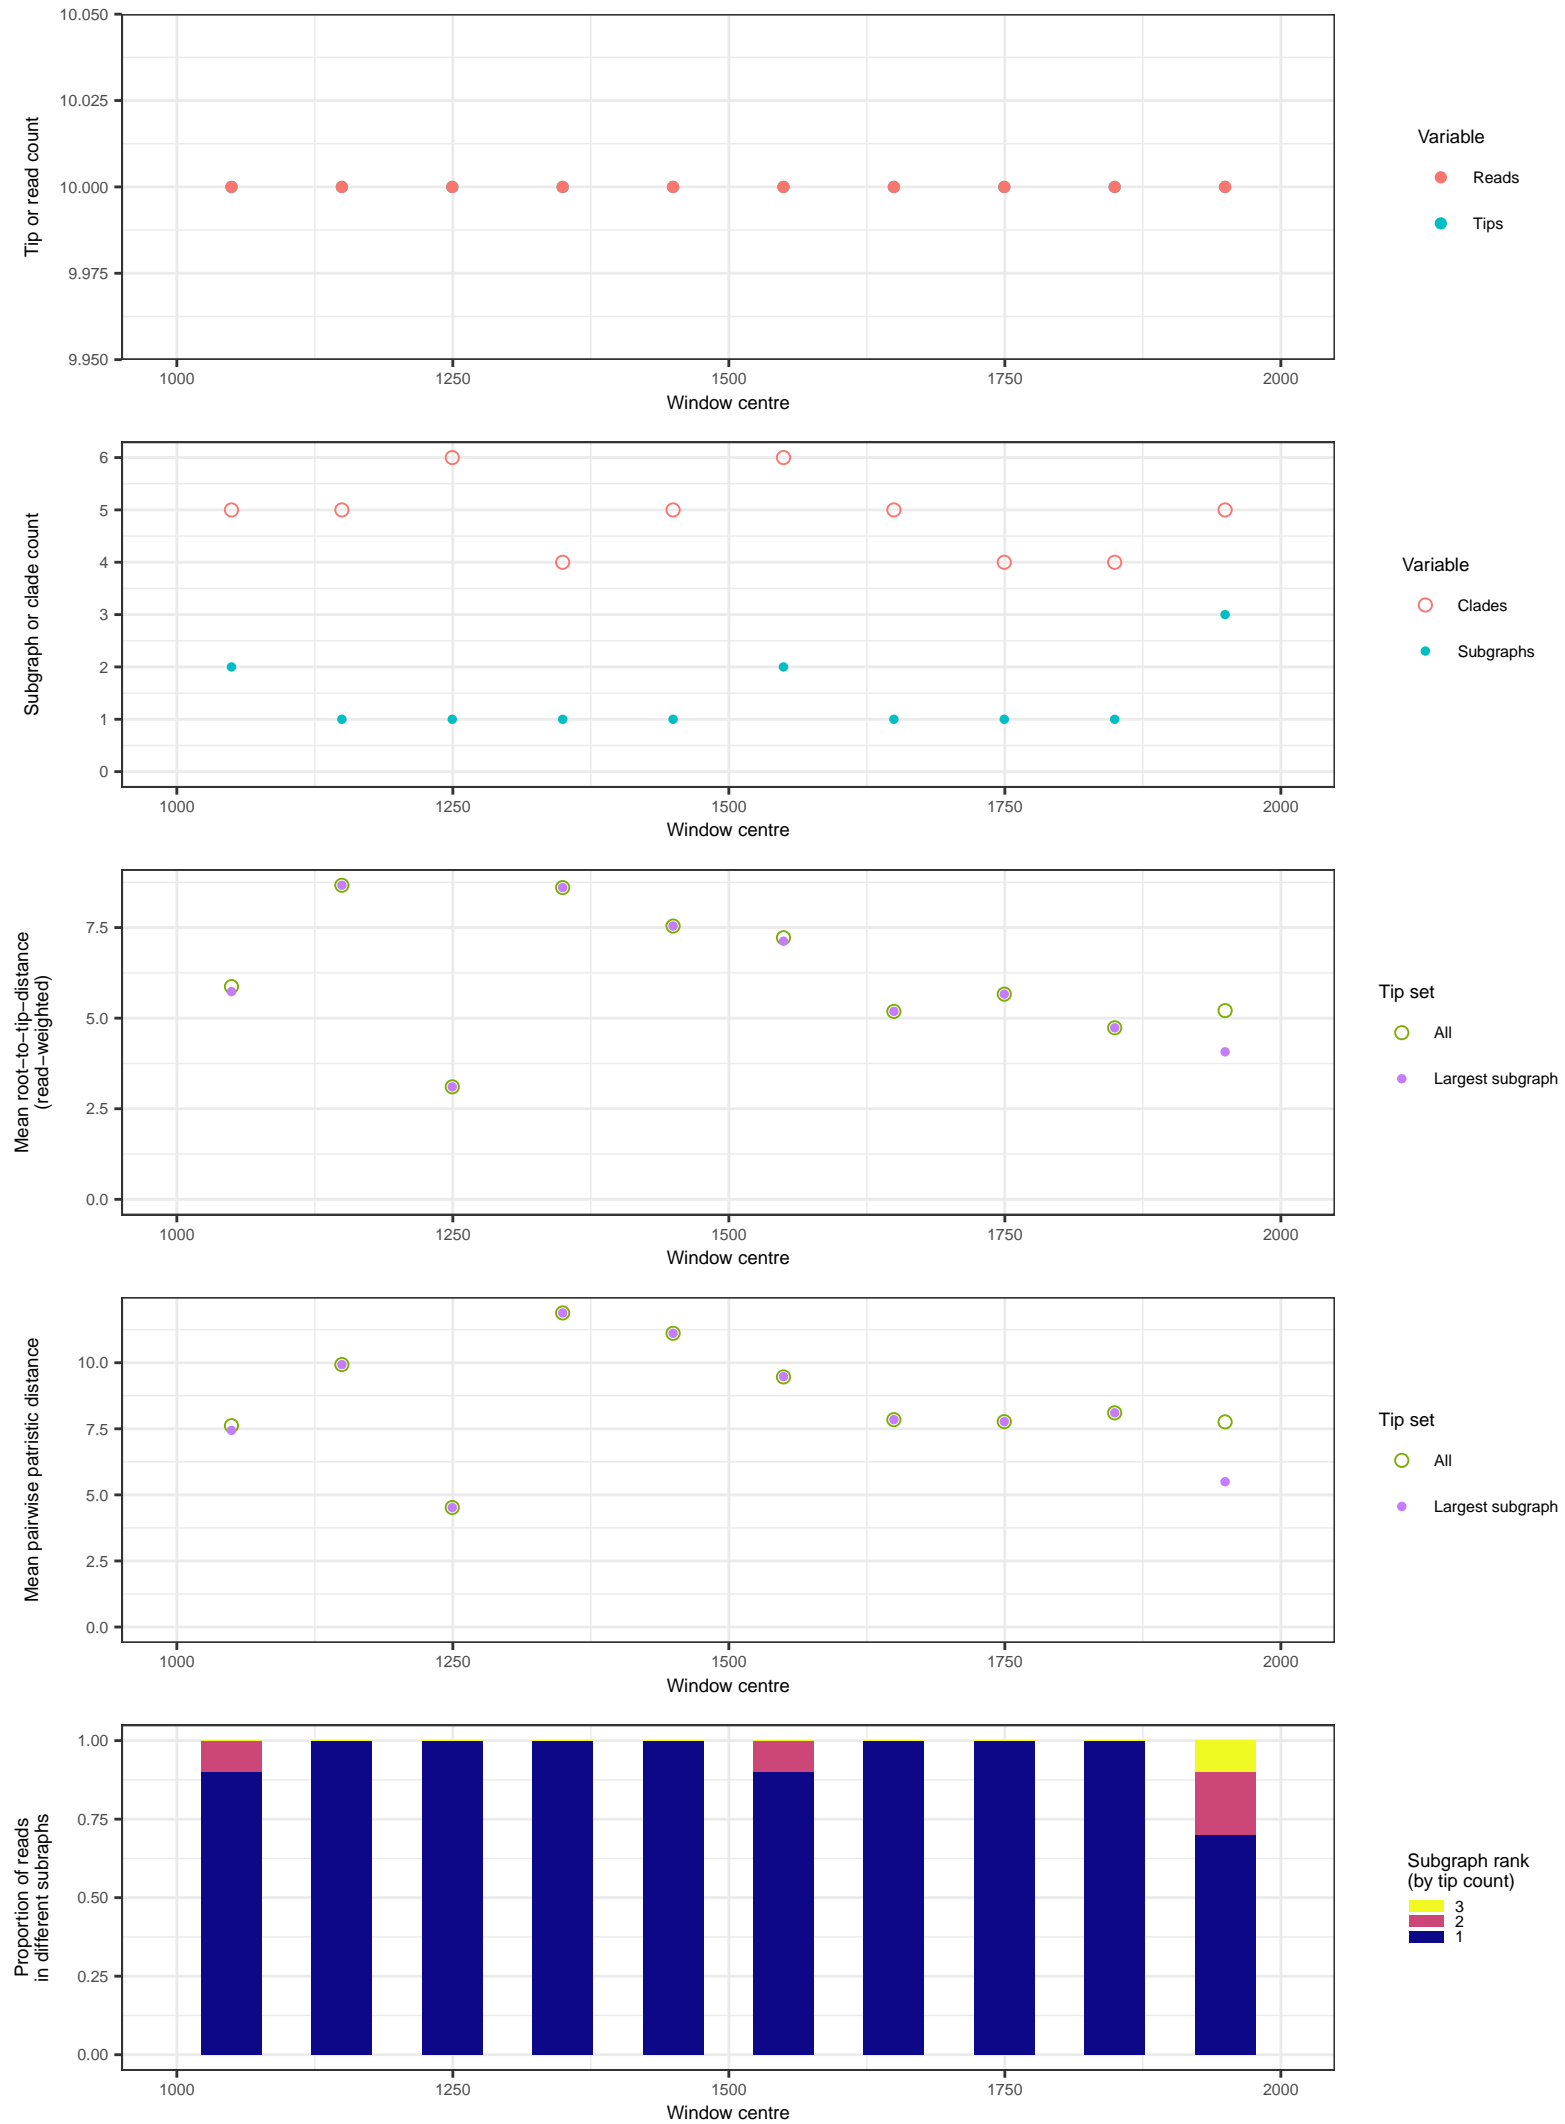 10.050
10.025
10.000
9.975
9.950
Tip or read count
1000 1250 1500 1750 2000
Window centre
Variable
Reads
Tips
6
5
4
3
2
1
0
Subgraph or clade count
1000 1250 1500 1750 2000
Window centre
Variable
Clades
Subgraphs
7.5
5.0
2.5
0.0
Mean root−to−tip−distance
(read−weighted)
1000 1250 1500 1750 2000
Window centre
Tip set
All
Largest subgraph
10.0
7.5
5.0
2.5
0.0
Mean pairwise patristic distance
1000 1250 1500 1750 2000
Window centre
Tip set
All
Largest subgraph
1.00
0.75
0.50
0.25
0.00
Proportion of reads
in different subraphs
1000 1250 1500 1750 2000
Window centre
Subgraph rank
(by tip count)
3
2
1